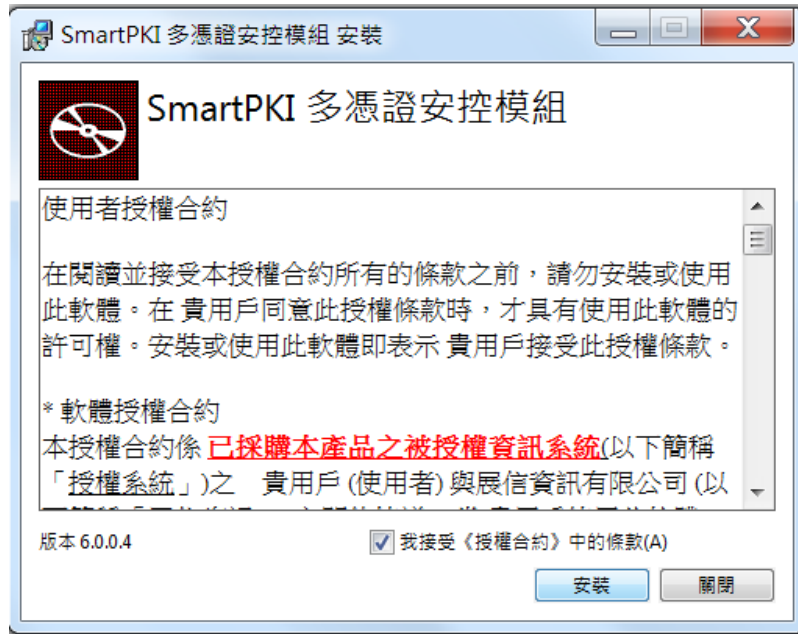 SmartPKI 多憑證安控模組 安裝
SmartPKI 多憑證安控模組
使用者授權合約
在閱讀並接受本授權合約所有的條款之前，請勿安裝或使用
此軟體。在 貴用戶同意此授權條款時，才具有使用此軟體的
許可權。安裝或使用此軟體即表示 貴用戶接受此授權條款。
* 軟體授權合約
本授權合約係 已採購本產品之被授權資訊系統(以下簡稱
「授權系統」)之 貴用戶 (使用者) 與展信資訊有限公司 (以
版本 6.0.0.4
我接受《授權合約》中的條款(A)
安裝
關閉